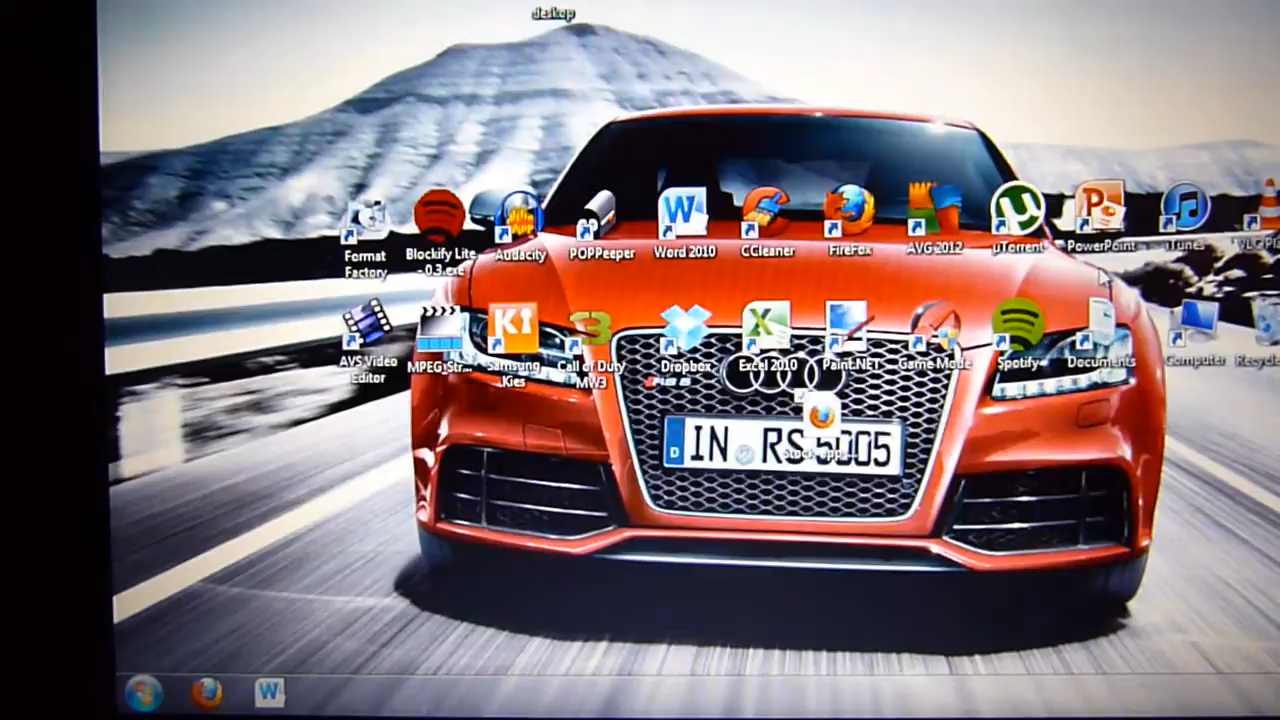 deskop
Format
Factory
Blockify Lite
- 0.3.exe
Audacity
POPPeeper
Word 2010
CCleaner
FireFox
AVG 2012
µTorrent
PowerPoint
iTunes
AVS Video
Editor
MPEG_Str...
Samsung
Kies
Call of Duty
MW3
Dropbox
Excel 2010
Paint.NET
Game Mode
Spotify
Documents
Computer
IN RS 5005
D